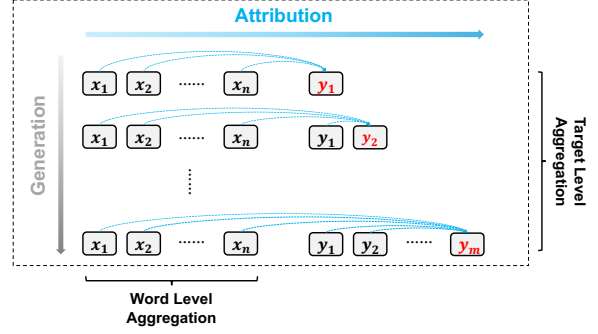 Attribution
Generation
x₁ x₂ ...... xₙ y₁
x₁ x₂ ...... xₙ y₁ y₂
......
x₁ x₂ ...... xₙ y₁ y₂ ...... yₘ
Target Level
Aggregation
Word Level
Aggregation